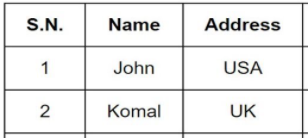 S.N. Name Address
1 John USA
2 Komal UK